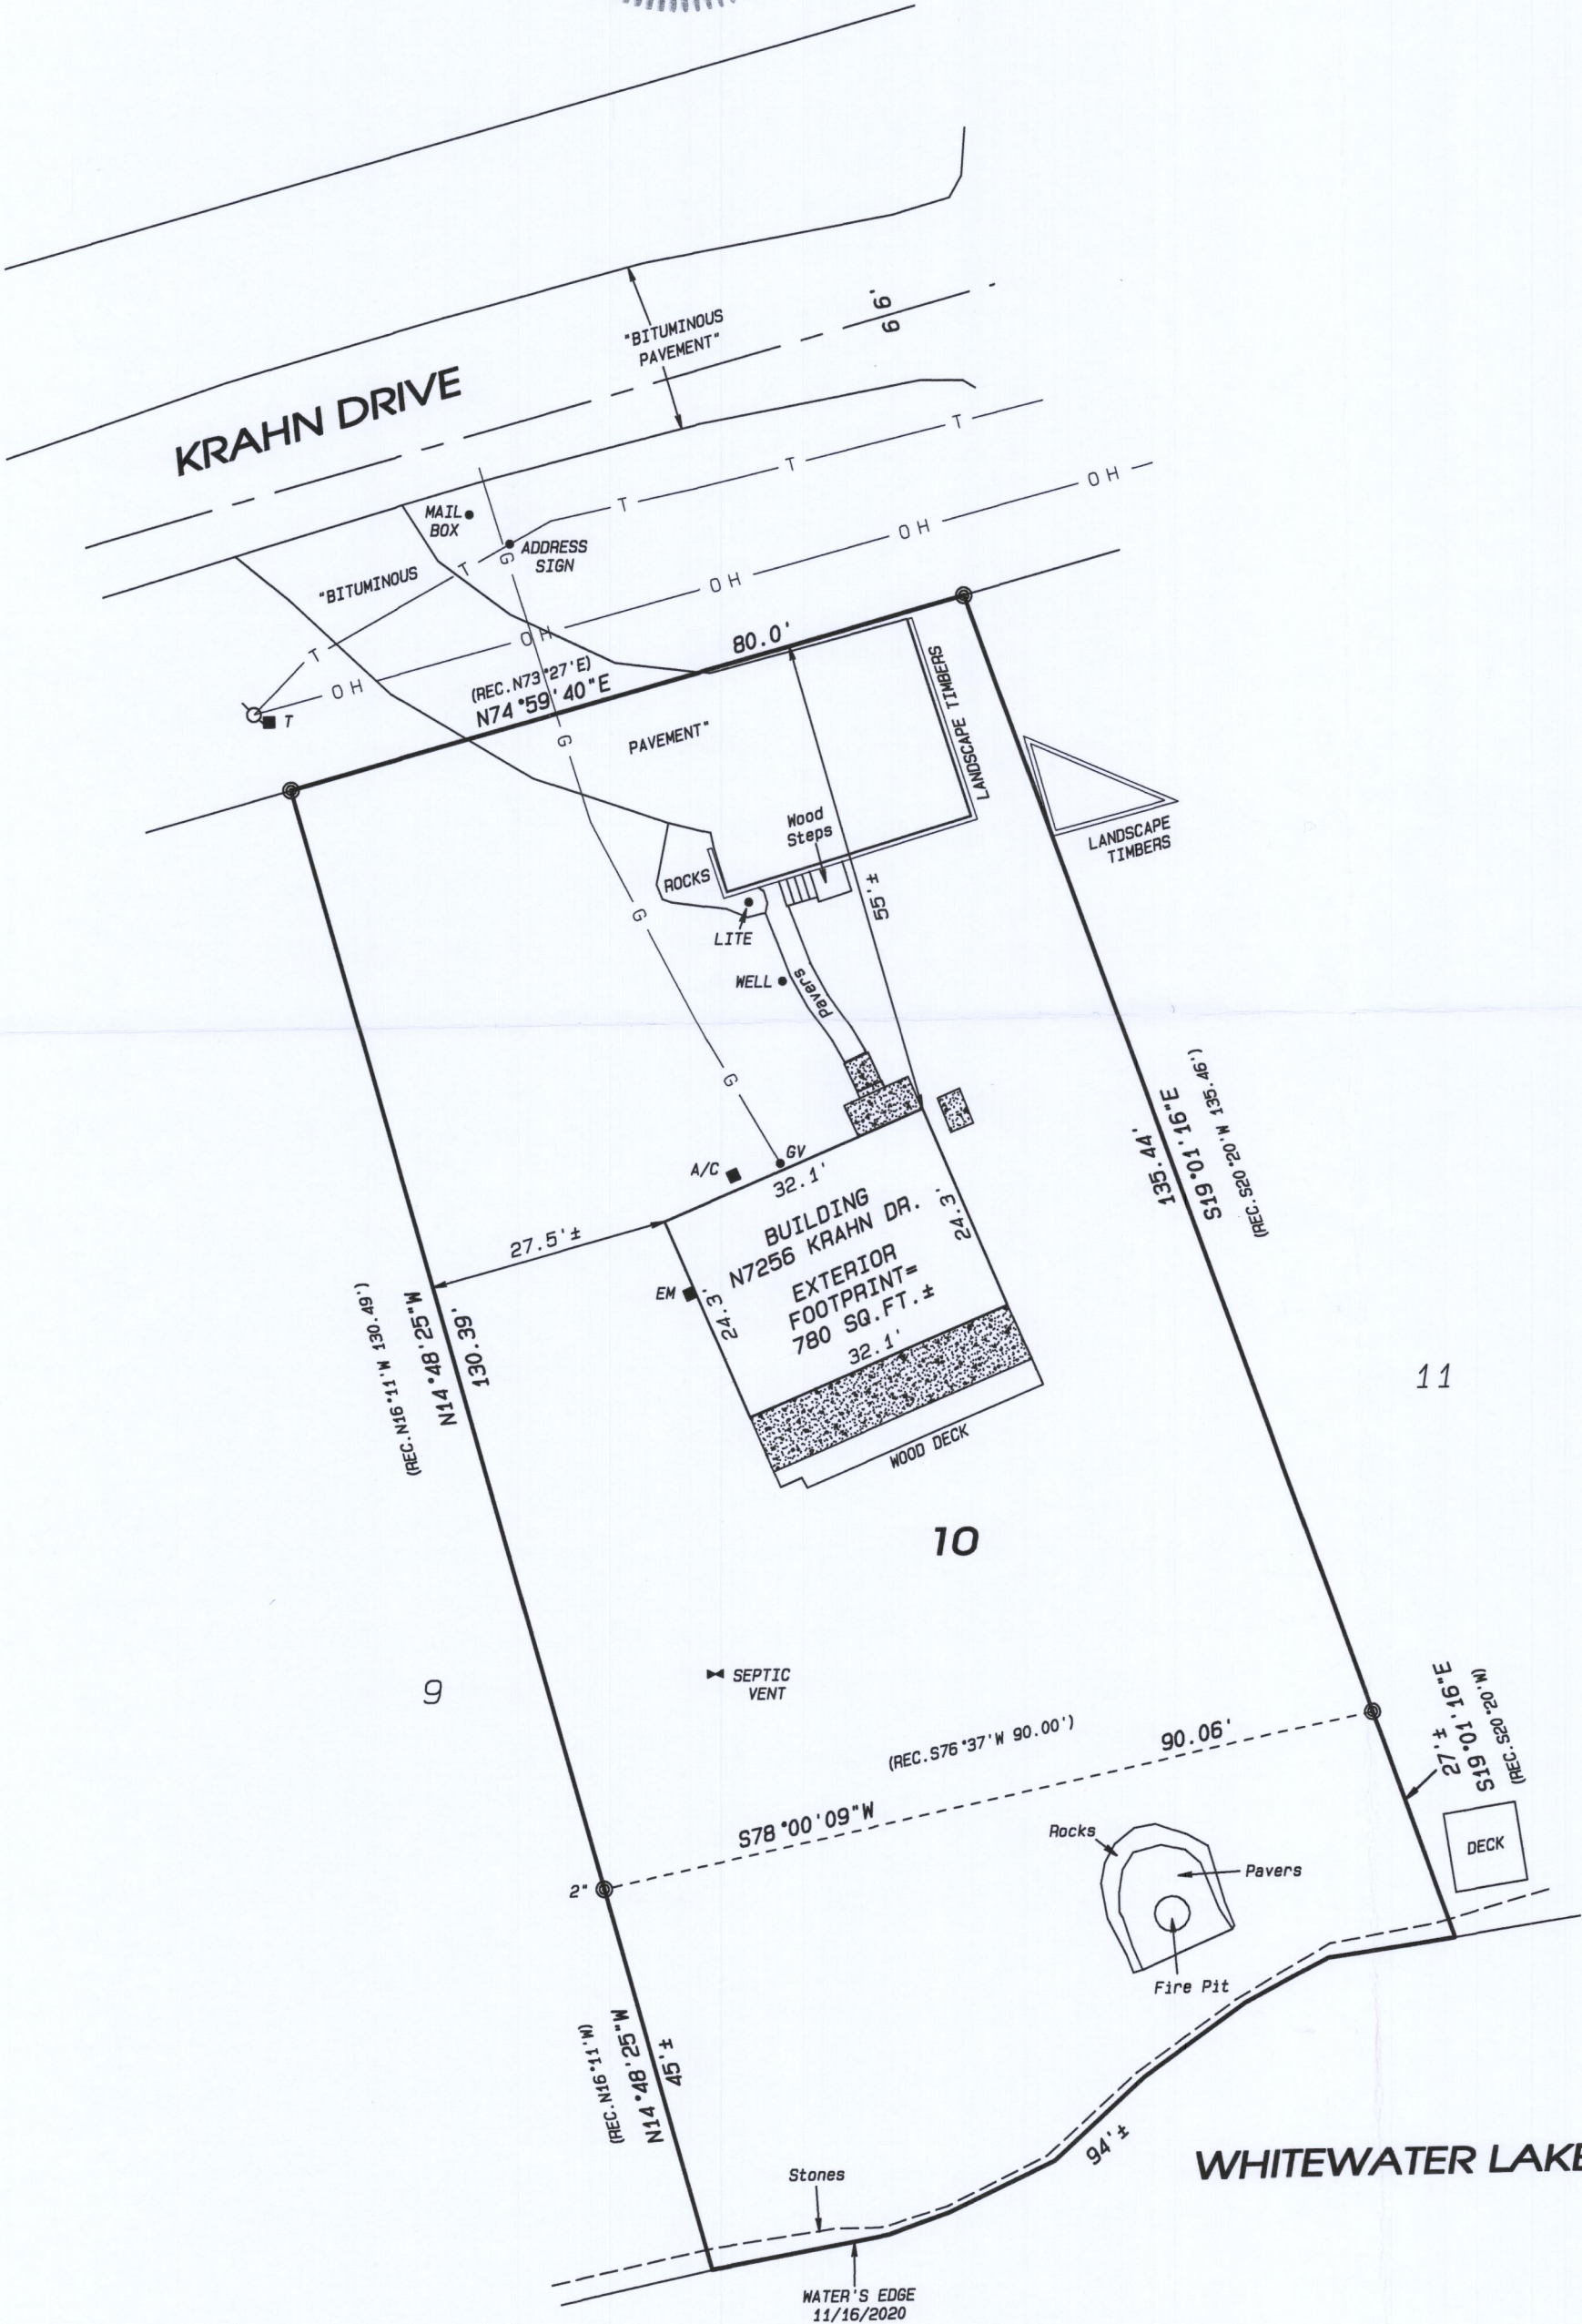 "BITUMINOUS
PAVEMENT"
66'
KRAHN DRIVE
T
T
T
OH
OH
OH
MAIL
BOX
ADDRESS
SIGN
G
T
"BITUMINOUS
T
OH
OH
T
80.0'
(REC.N73°27'E)
N74°59'40"E
G
PAVEMENT"
LANDSCAPE TIMBERS
LANDSCAPE
TIMBERS
Wood
Steps
ROCKS
55'±
G
LITE
WELL
Pavers
G
135.44'
S19°01'16"E
(REC.S20°20'W 135.46')
A/C
GV
32.1'
27.5'±
BUILDING
N7256 KRAHN DR.
EXTERIOR
FOOTPRINT=
780 SQ.FT.±
24.3'
EM
24.3'
32.1'
(REC.N16°11'W 130.49')
N14°48'25"W
130.39'
WOOD DECK
11
10
9
SEPTIC
VENT
(REC.S76°37'W 90.00')
90.06'
S78°00'09"W
27'±
S19°01'16"E
(REC.S20°20'W)
DECK
Rocks
Pavers
Fire Pit
2"
(REC.N16°11'W)
N14°48'25"W
45'±
94'±
WHITEWATER LAKE
Stones
WATER'S EDGE
11/16/2020